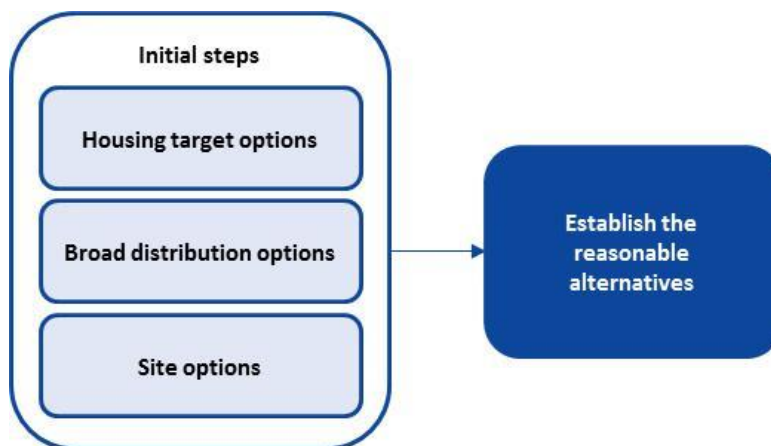 Initial steps
Housing target options
Broad distribution options
Site options
Establish the
reasonable
alternatives